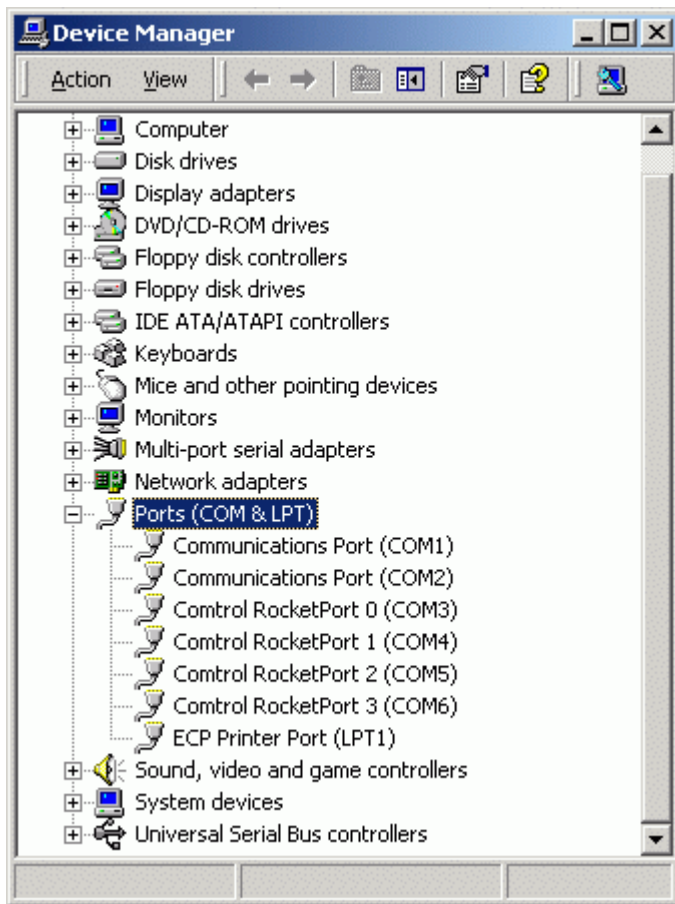 Device Manager
Action View
Computer
Disk drives
Display adapters
DVD/CD-ROM drives
Floppy disk controllers
Floppy disk drives
IDE ATA/ATAPI controllers
Keyboards
Mice and other pointing devices
Monitors
Multi-port serial adapters
Network adapters
Ports (COM & LPT)
Communications Port (COM1)
Communications Port (COM2)
Comtrol RocketPort 0 (COM3)
Comtrol RocketPort 1 (COM4)
Comtrol RocketPort 2 (COM5)
Comtrol RocketPort 3 (COM6)
ECP Printer Port (LPT1)
Sound, video and game controllers
System devices
Universal Serial Bus controllers